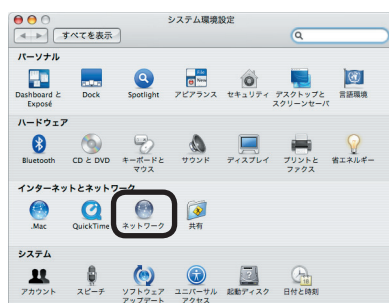 システム環境設定
すべてを表示
パーソナル
Dashboard と Exposé
Dock
Spotlight
アピアランス
セキュリティ
デスクトップと スクリーンセーバ
言語環境
ハードウェア
Bluetooth
CD と DVD
キーボードと マウス
サウンド
ディスプレイ
プリントと ファクス
省エネルギー
インターネットとネットワーク
.Mac
QuickTime
ネットワーク
共有
システム
アカウント
スピーチ
ソフトウェア アップデート
ユニバーサル アクセス
起動ディスク
日付と時刻